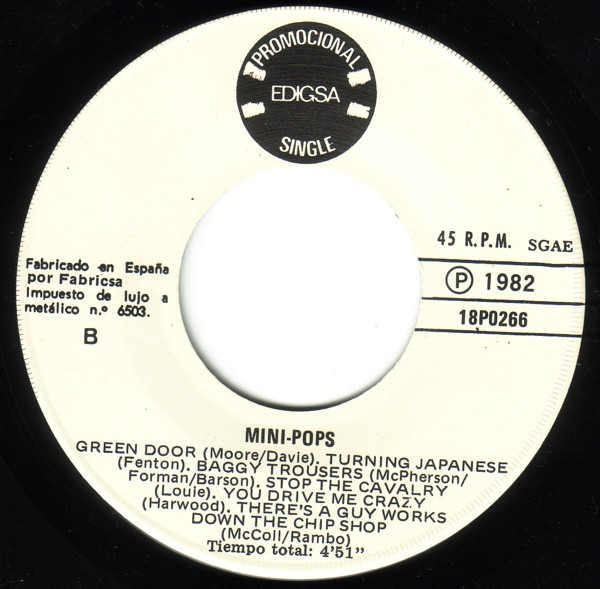 PROMOCIONAL
EDIGSA
SINGLE
45 R.P.M. SGAE
Ⓟ 1982
18P0266
Fabricado en España
por Fabricsa
Impuesto de lujo a
metálico n.º 6503.
B
MINI-POPS
GREEN DOOR (Moore/Davie). TURNING JAPANESE
(Fenton). BAGGY TROUSERS (McPherson/
Forman/Barson). STOP THE CAVALRY
(Louie). YOU DRIVE ME CRAZY
(Harwood). THERE'S A GUY WORKS
DOWN THE CHIP SHOP
(McColl/Rambo)
Tiempo total: 4'51"